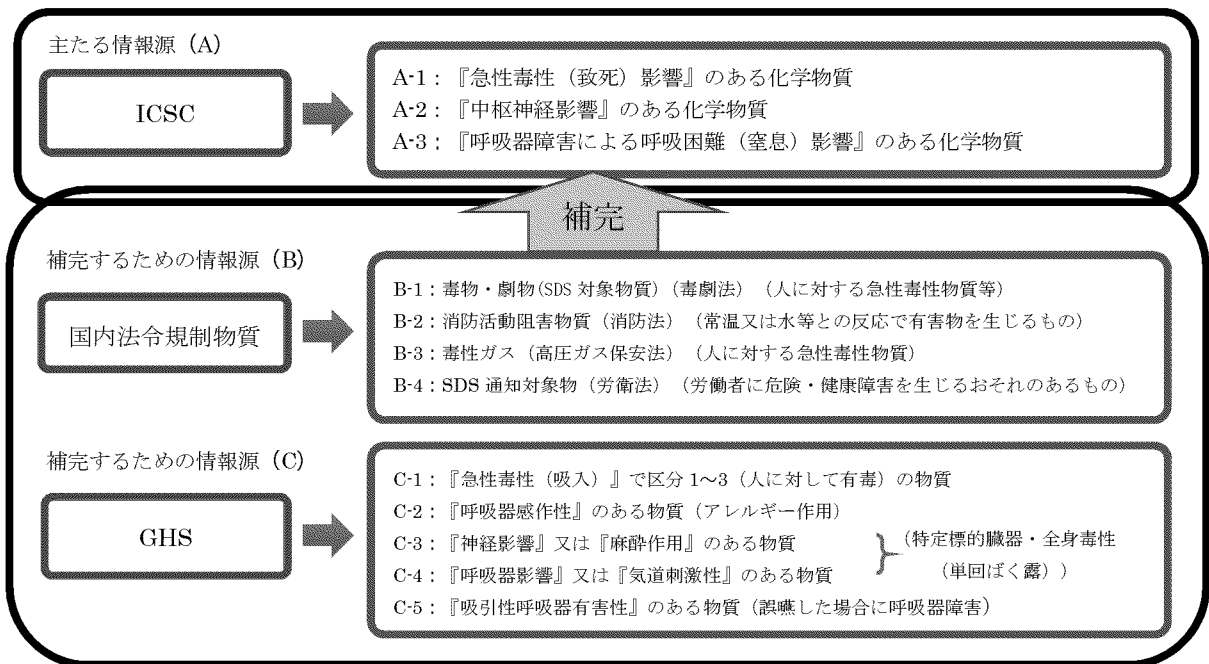 主たる情報源（A）
ICSC
A-1：『急性毒性（致死）影響』のある化学物質
A-2：『中枢神経影響』のある化学物質
A-3：『呼吸器障害による呼吸困難（窒息）影響』のある化学物質
補完
補完するための情報源（B）
国内法令規制物質
B-1：毒物・劇物(SDS 対象物質)（毒劇法）（人に対する急性毒性物質等）
B-2：消防活動阻害物質（消防法）（常温又は水等との反応で有害物を生じるもの）
B-3：毒性ガス（高圧ガス保安法）（人に対する急性毒性物質）
B-4：SDS 通知対象物（労衛法）（労働者に危険・健康障害を生じるおそれのあるもの）
補完するための情報源（C）
GHS
C-1：『急性毒性（吸入）』で区分 1～3（人に対して有毒）の物質
C-2：『呼吸器感作性』のある物質（アレルギー作用）
C-3：『神経影響』又は『麻酔作用』のある物質
C-4：『呼吸器影響』又は『気道刺激性』のある物質
（特定標的臓器・全身毒性
（単回ばく露））
C-5：『吸引性呼吸器有害性』のある物質（誤嚥した場合に呼吸器障害）